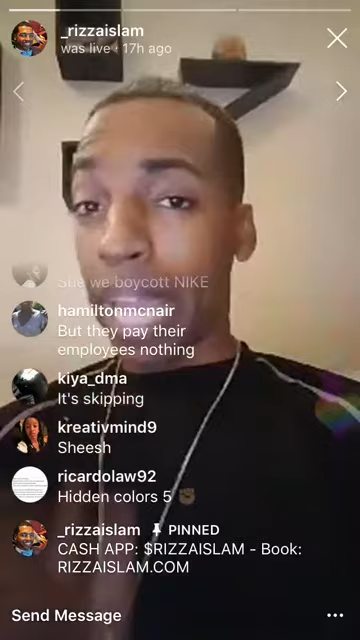 _rizzaislam
was live · 17h ago
we boycott NIKE
hamiltonmcnair
But they pay their
employees nothing
kiya_dma
It's skipping
kreativmind9
Sheesh
ricardolaw92
Hidden colors 5 ✊🏾
_rizzaislam PINNED
CASH APP: $RIZZAISLAM - Book:
RIZZAISLAM.COM
Send Message